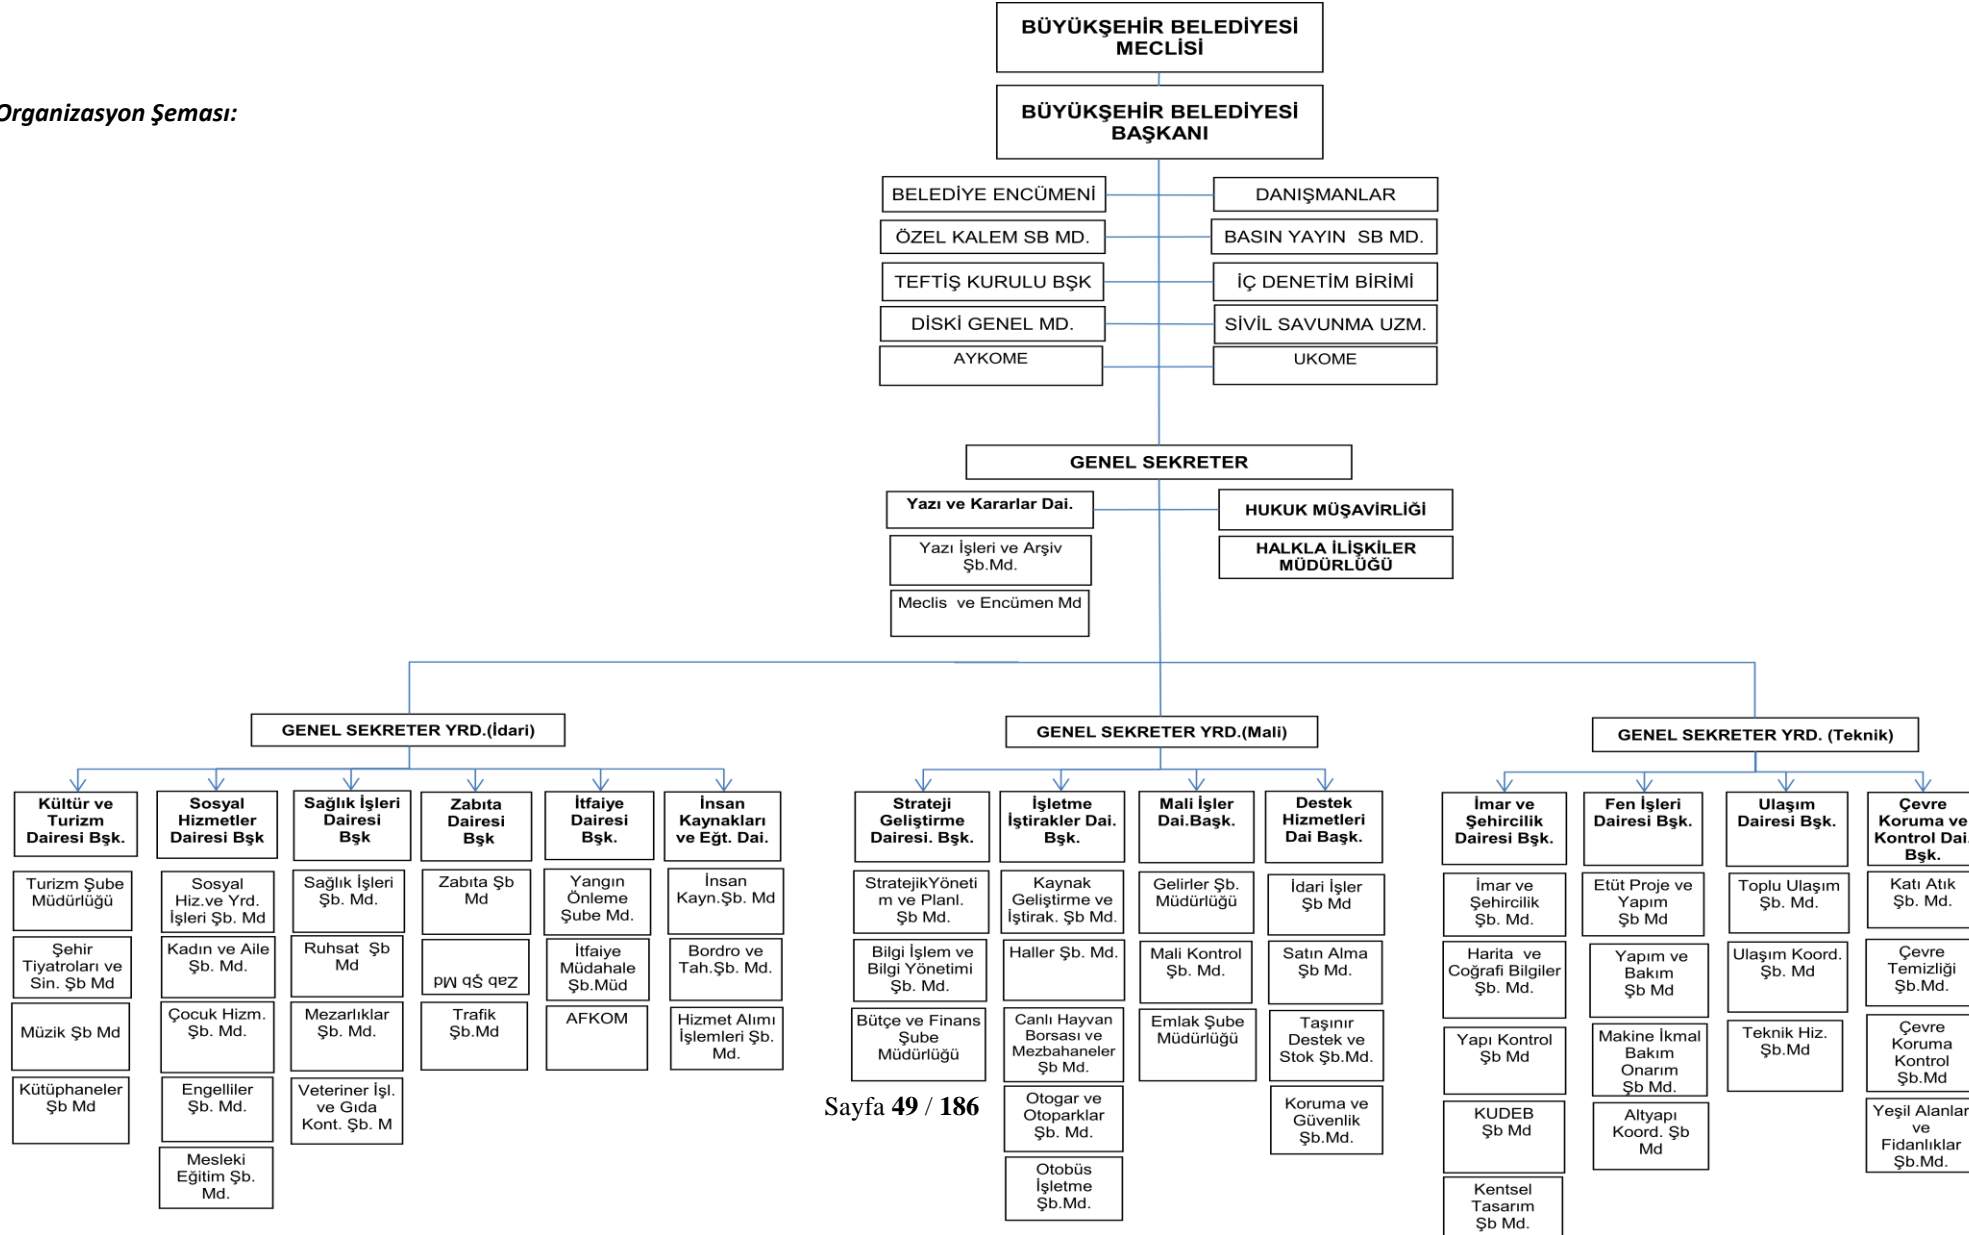 BÜYÜKŞEHİR BELEDİYESİ
MECLİSİ
Organizasyon Şeması:
BÜYÜKŞEHİR BELEDİYESİ
BAŞKANI
BELEDİYE ENCÜMENİ
DANIŞMANLAR
ÖZEL KALEM SB MD.
BASIN YAYIN  SB MD.
TEFTİŞ KURULU BŞK
İÇ DENETİM BİRİMİ
DİSKİ GENEL MD.
SİVİL SAVUNMA UZM.
AYKOME
UKOME
GENEL SEKRETER
Yazı ve Kararlar Dai.
HUKUK MÜŞAVİRLİĞİ
Yazı İşleri ve Arşiv
Şb.Md.
HALKLA İLİŞKİLER
MÜDÜRLÜĞÜ
Meclis  ve Encümen Md
GENEL SEKRETER YRD.(İdari)
GENEL SEKRETER YRD.(Mali)
GENEL SEKRETER YRD. (Teknik)
Kültür ve
Turizm
Dairesi Bşk.
Turizm Şube
Müdürlüğü
Şehir
Tiyatroları ve
Sin. Şb Md
Müzik Şb Md
Kütüphaneler
Şb Md
Sosyal
Hizmetler
Dairesi Bşk
Sosyal
Hiz.ve Yrd.
İşleri Şb. Md
Kadın ve Aile
Şb. Md.
Çocuk Hizm.
Şb. Md.
Engelliler
Şb. Md.
Mesleki
Eğitim Şb.
Md.
Sağlık İşleri
Dairesi
Bşk
Sağlık İşleri
Şb. Md.
Ruhsat  Şb
Md
Mezarlıklar
Şb. Md.
Veteriner İşl.
ve Gıda
Kont. Şb. M
Zabıta
Dairesi
Bşk
Zabıta Şb
Md
Zab Şb Md
Trafik
Şb.Md
İtfaiye
Dairesi
Bşk.
Yangın
Önleme
Şube Md.
İtfaiye
Müdahale
Şb.Müd
AFKOM
İnsan
Kaynakları
ve Eğt. Dai.
İnsan
Kayn.Şb. Md
Bordro ve
Tah.Şb. Md.
Hizmet Alımı
İşlemleri Şb.
Md.
Strateji
Geliştirme
Dairesi. Bşk.
StratejikYöneti
m ve Planl.
Şb Md.
Bilgi İşlem ve
Bilgi Yönetimi
Şb. Md.
Bütçe ve Finans
Şube
Müdürlüğü
İşletme
İştirakler Dai.
Bşk.
Kaynak
Geliştirme ve
İştirak. Şb Md.
Haller Şb. Md.
Canlı Hayvan
Borsası ve
Mezbahaneler
Şb Md.
Otogar ve
Otoparklar
Şb. Md.
Otobüs
İşletme
Şb.Md.
Mali İşler
Dai.Başk.
Gelirler Şb.
Müdürlüğü
Mali Kontrol
Şb. Md.
Emlak Şube
Müdürlüğü
Destek
Hizmetleri
Dai Başk.
İdari İşler
Şb Md
Satın Alma
Şb Md.
Taşınır
Destek ve
Stok Şb.Md.
Koruma ve
Güvenlik
Şb.Md.
İmar ve
Şehircilik
Dairesi Bşk.
İmar ve
Şehircilik
Şb. Md.
Harita  ve
Coğrafi Bilgiler
Şb. Md.
Yapı Kontrol
Şb Md
KUDEB
Şb Md
Kentsel
Tasarım
Şb Md.
Fen İşleri
Dairesi Bşk.
Etüt Proje ve
Yapım
Şb Md
Yapım ve
Bakım
Şb Md
Makine İkmal
Bakım
Onarım
Şb Md.
Altyapı
Koord. Şb
Md
Ulaşım
Dairesi Bşk.
Toplu Ulaşım
Şb. Md.
Ulaşım Koord.
Şb. Md
Teknik Hiz.
Şb.Md
Çevre
Koruma ve
Kontrol Dai.
Bşk.
Katı Atık
Şb. Md.
Çevre
Temizliği
Şb.Md.
Çevre
Koruma
Kontrol
Şb.Md
Yeşil Alanlar
ve
Fidanlıklar
Şb.Md.
Sayfa 49 / 186